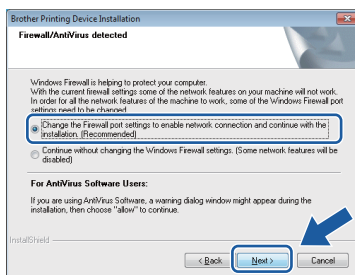 Brother Printing Device Installation
Firewall/AntiVirus detected
Windows Firewall is helping to protect your computer.
With the current firewall settings some of the network features on your machine will not work.
In order for all the network features of the machine to work, some of the Windows Firewall port
settings need to be changed.
Change the Firewall port settings to enable network connection and continue with the
installation. (Recommended)
Continue without changing the Windows Firewall settings. (Some network features will be
disabled)
For AntiVirus Software Users:
If you are using AntiVirus Software, a warning dialog window might appear during the
installation, then choose "allow" to continue.
InstallShield
< Back Next > Cancel